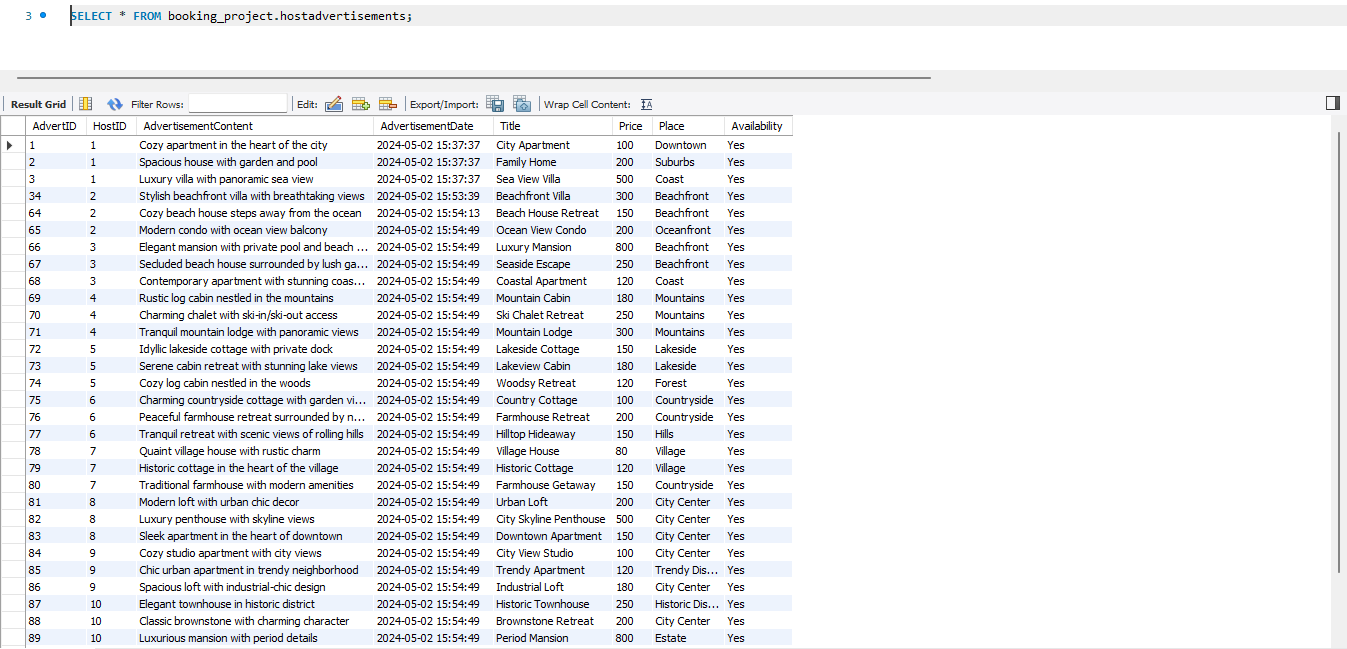 3 SELECT * FROM booking_project.hostadvertisements;
Result Grid Filter Rows: Edit: Export/Import: Wrap Cell Content:
AdvertID HostID AdvertisementContent AdvertisementDate Title Price Place Availability
1 1 Cozy apartment in the heart of the city 2024-05-02 15:37:37 City Apartment 100 Downtown Yes
2 1 Spacious house with garden and pool 2024-05-02 15:37:37 Family Home 200 Suburbs Yes
3 1 Luxury villa with panoramic sea view 2024-05-02 15:37:37 Sea View Villa 500 Coast Yes
34 2 Stylish beachfront villa with breathtaking views 2024-05-02 15:53:39 Beachfront Villa 300 Beachfront Yes
64 2 Cozy beach house steps away from the ocean 2024-05-02 15:54:13 Beach House Retreat 150 Beachfront Yes
65 2 Modern condo with ocean view balcony 2024-05-02 15:54:49 Ocean View Condo 200 Oceanfront Yes
66 3 Elegant mansion with private pool and beach ... 2024-05-02 15:54:49 Luxury Mansion 800 Beachfront Yes
67 3 Secluded beach house surrounded by lush ga... 2024-05-02 15:54:49 Seaside Escape 250 Beachfront Yes
68 3 Contemporary apartment with stunning coas... 2024-05-02 15:54:49 Coastal Apartment 120 Coast Yes
69 4 Rustic log cabin nestled in the mountains 2024-05-02 15:54:49 Mountain Cabin 180 Mountains Yes
70 4 Charming chalet with ski-in/ski-out access 2024-05-02 15:54:49 Ski Chalet Retreat 250 Mountains Yes
71 4 Tranquil mountain lodge with panoramic views 2024-05-02 15:54:49 Mountain Lodge 300 Mountains Yes
72 5 Idyllic lakeside cottage with private dock 2024-05-02 15:54:49 Lakeside Cottage 150 Lakeside Yes
73 5 Serene cabin retreat with stunning lake views 2024-05-02 15:54:49 Lakeview Cabin 180 Lakeside Yes
74 5 Cozy log cabin nestled in the woods 2024-05-02 15:54:49 Woodsy Retreat 120 Forest Yes
75 6 Charming countryside cottage with garden vi... 2024-05-02 15:54:49 Country Cottage 100 Countryside Yes
76 6 Peaceful farmhouse retreat surrounded by n... 2024-05-02 15:54:49 Farmhouse Retreat 200 Countryside Yes
77 6 Tranquil retreat with scenic views of rolling hills 2024-05-02 15:54:49 Hilltop Hideaway 150 Hills Yes
78 7 Quaint village house with rustic charm 2024-05-02 15:54:49 Village House 80 Village Yes
79 7 Historic cottage in the heart of the village 2024-05-02 15:54:49 Historic Cottage 120 Village Yes
80 7 Traditional farmhouse with modern amenities 2024-05-02 15:54:49 Farmhouse Getaway 150 Countryside Yes
81 8 Modern loft with urban chic decor 2024-05-02 15:54:49 Urban Loft 200 City Center Yes
82 8 Luxury penthouse with skyline views 2024-05-02 15:54:49 City Skyline Penthouse 500 City Center Yes
83 8 Sleek apartment in the heart of downtown 2024-05-02 15:54:49 Downtown Apartment 150 City Center Yes
84 9 Cozy studio apartment with city views 2024-05-02 15:54:49 City View Studio 100 City Center Yes
85 9 Chic urban apartment in trendy neighborhood 2024-05-02 15:54:49 Trendy Apartment 120 Trendy Dis... Yes
86 9 Spacious loft with industrial-chic design 2024-05-02 15:54:49 Industrial Loft 180 City Center Yes
87 10 Elegant townhouse in historic district 2024-05-02 15:54:49 Historic Townhouse 250 Historic Dis... Yes
88 10 Classic brownstone with charming character 2024-05-02 15:54:49 Brownstone Retreat 200 City Center Yes
89 10 Luxurious mansion with period details 2024-05-02 15:54:49 Period Mansion 800 Estate Yes